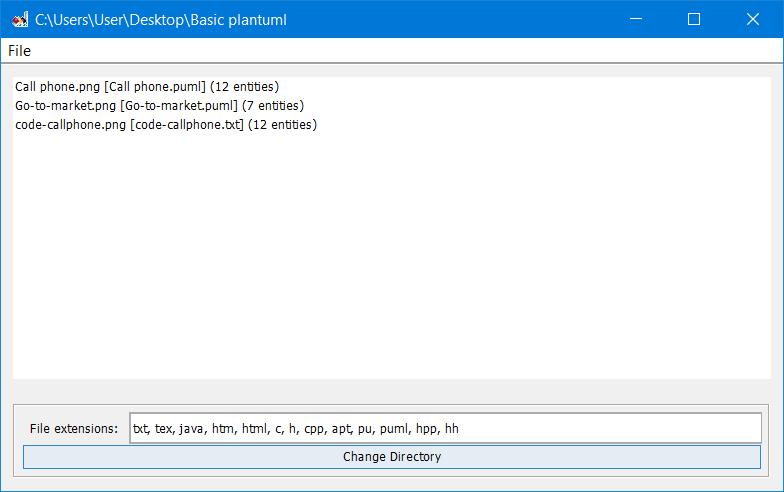 C:\Users\User\Desktop\Basic plantuml
File
Call phone.png [Call phone.puml] (12 entities)
Go-to-market.png [Go-to-market.puml] (7 entities)
code-callphone.png [code-callphone.txt] (12 entities)
File extensions: txt, tex, java, htm, html, c, h, cpp, apt, pu, puml, hpp, hh
Change Directory